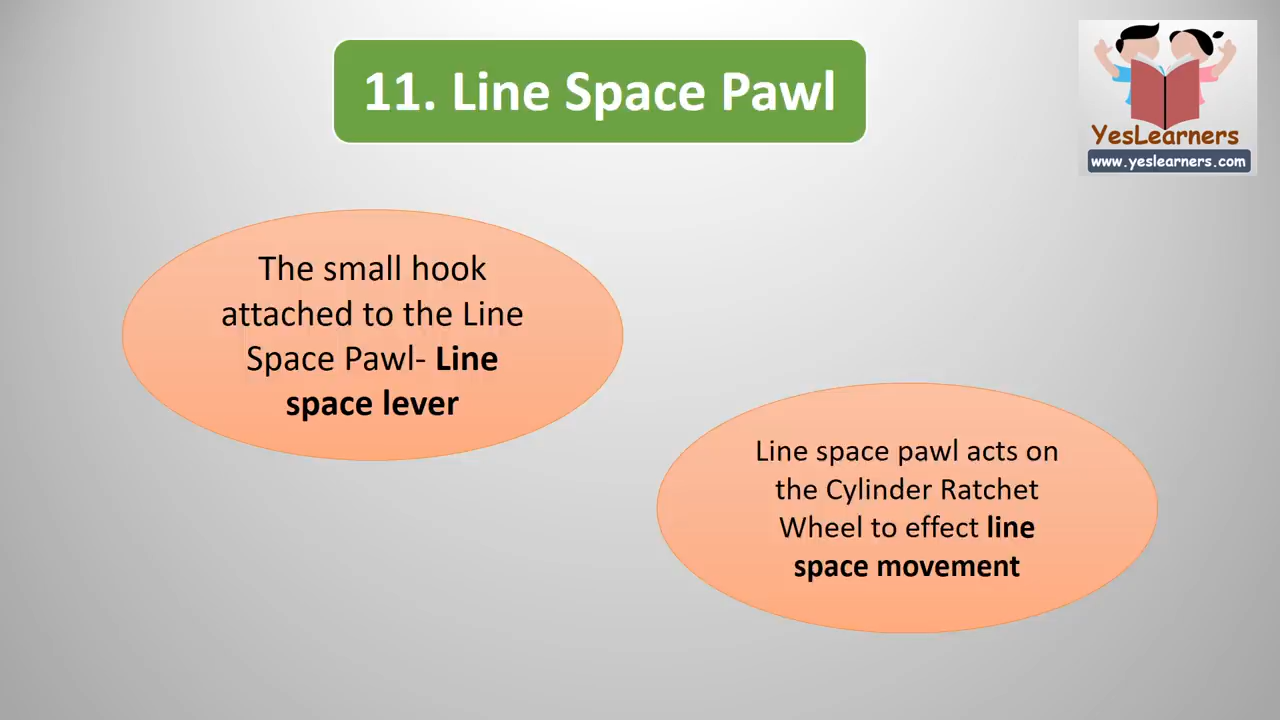 11. Line Space Pawl
YesLearners
www.yeslearners.com
The small hook
attached to the Line
Space Pawl- Line
space lever
Line space pawl acts on
the Cylinder Ratchet
Wheel to effect line
space movement